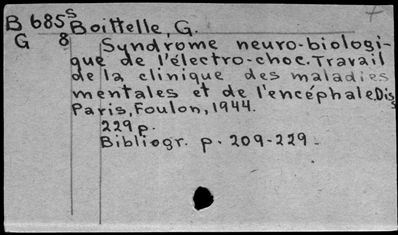 B 685 s Boittelle, G.
G 8 Syndrome neuro-biologi-
que de l'électro-choc. Travail
de la clinique des maladies
mentales et de l'encéphale. Dis
Paris, Foulon, 1944.
229 p.
Bibliogr. p. 209-229.